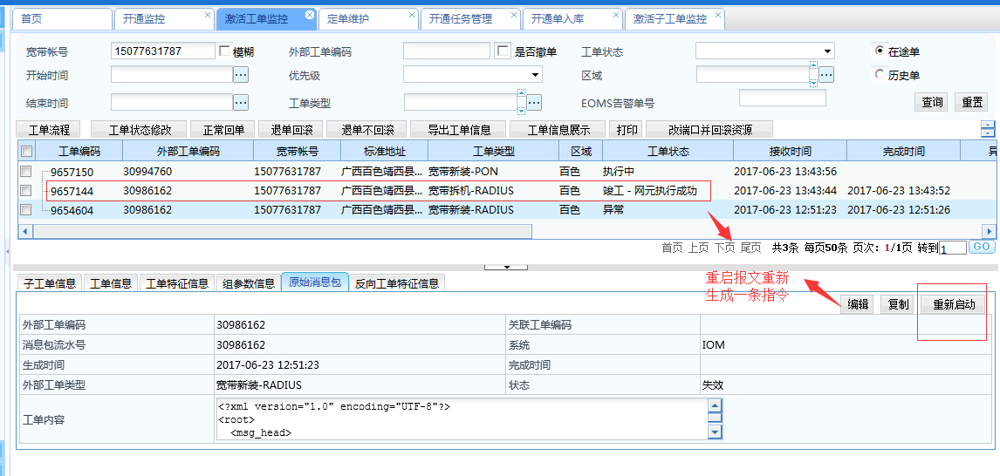 首页 开通监控 激活工单监控 定单维护 开通任务管理 开通单入库 激活子工单监控
宽带帐号 15077631787 模糊 外部工单编码 是否撤单 工单状态 在途单
开始时间 优先级 区域 历史单
结束时间 工单类型 EOMS告警单号 查询 重置
工单流程 工单状态修改 正常回单 退单回滚 退单不回滚 导出工单信息 工单信息展示 打印 改端口并回滚资源
工单编码 外部工单编码 宽带帐号 标准地址 工单类型 区域 工单状态 接收时间 完成时间
9657150 30994760 15077631787 广西百色靖西县... 宽带新装-PON 百色 执行中 2017-06-23 13:43:56
9657144 30986162 15077631787 广西百色靖西县... 宽带拆机-RADIUS 百色 竣工 - 网元执行成功 2017-06-23 13:43:44 2017-06-23 13:43:52
9654604 30986162 15077631787 广西百色靖西县... 宽带新装-RADIUS 百色 异常 2017-06-23 12:51:23 2017-06-23 12:51:26
首页 上页 下页 尾页 共3条 每页50条 页次: 1/1页 转到 1 GO
子工单信息 工单信息 工单特征信息 组参数信息 原始消息包 反向工单特征信息
重启报文重新
生成一条指令
编辑 复制 重新启动
外部工单编码 30986162 关联工单编码
消息包流水号 30986162 系统 IOM
生成时间 2017-06-23 12:51:23 完成时间
外部工单类型 宽带新装-RADIUS 状态 失效
工单内容 <?xml version="1.0" encoding="UTF-8"?>
<root>
<msg_head>